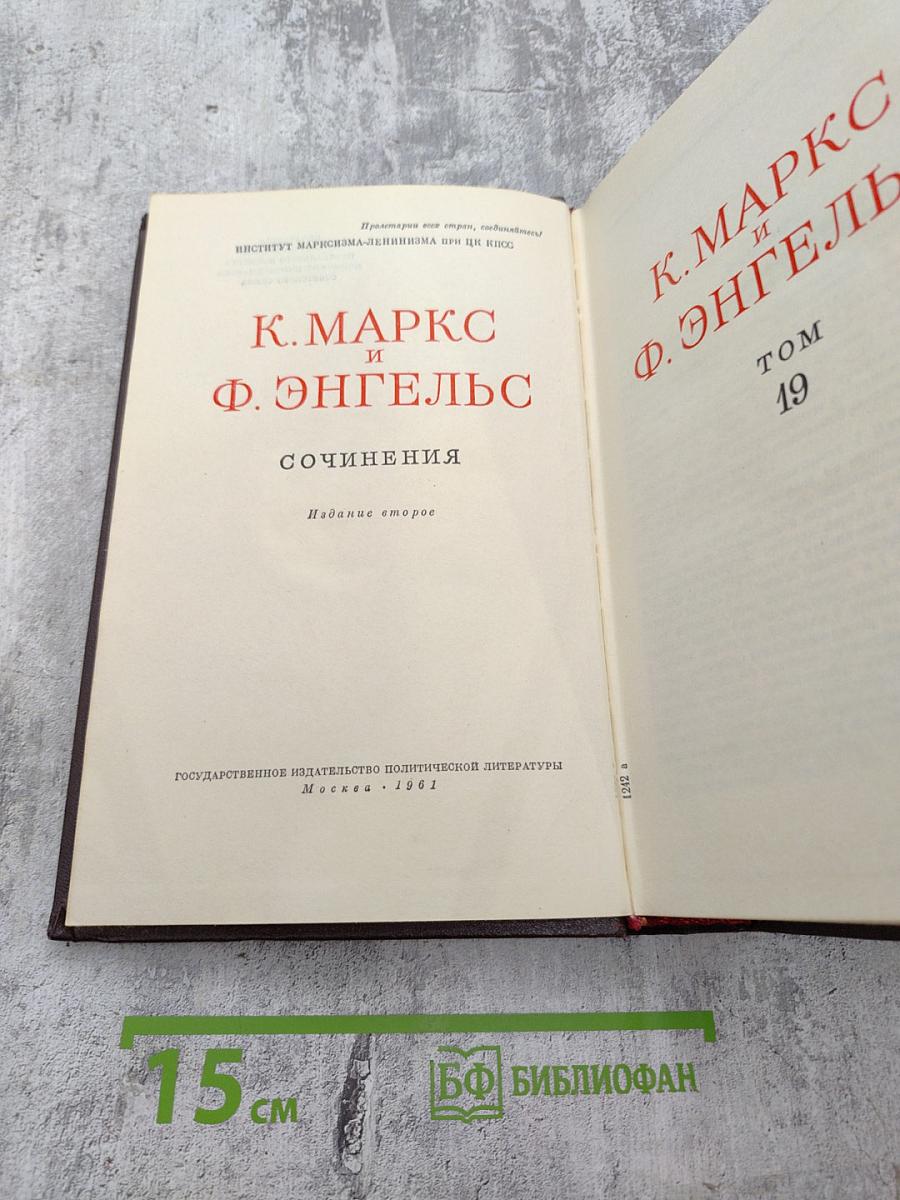 Пролетарии всех стран, соединяйтесь!
ИНСТИТУТ МАРКСИЗМА-ЛЕНИНИЗМА ПРИ ЦК КПСС
К. МАРКС
И
Ф. ЭНГЕЛЬС
СОЧИНЕНИЯ
Издание второе
ГОСУДАРСТВЕННОЕ ИЗДАТЕЛЬСТВО ПОЛИТИЧЕСКОЙ ЛИТЕРАТУРЫ
Москва · 1961
К. МАРКС
И
Ф. ЭНГЕЛЬ
ТОМ
19
1242 а
15 см
БФ БИБЛИОФАН